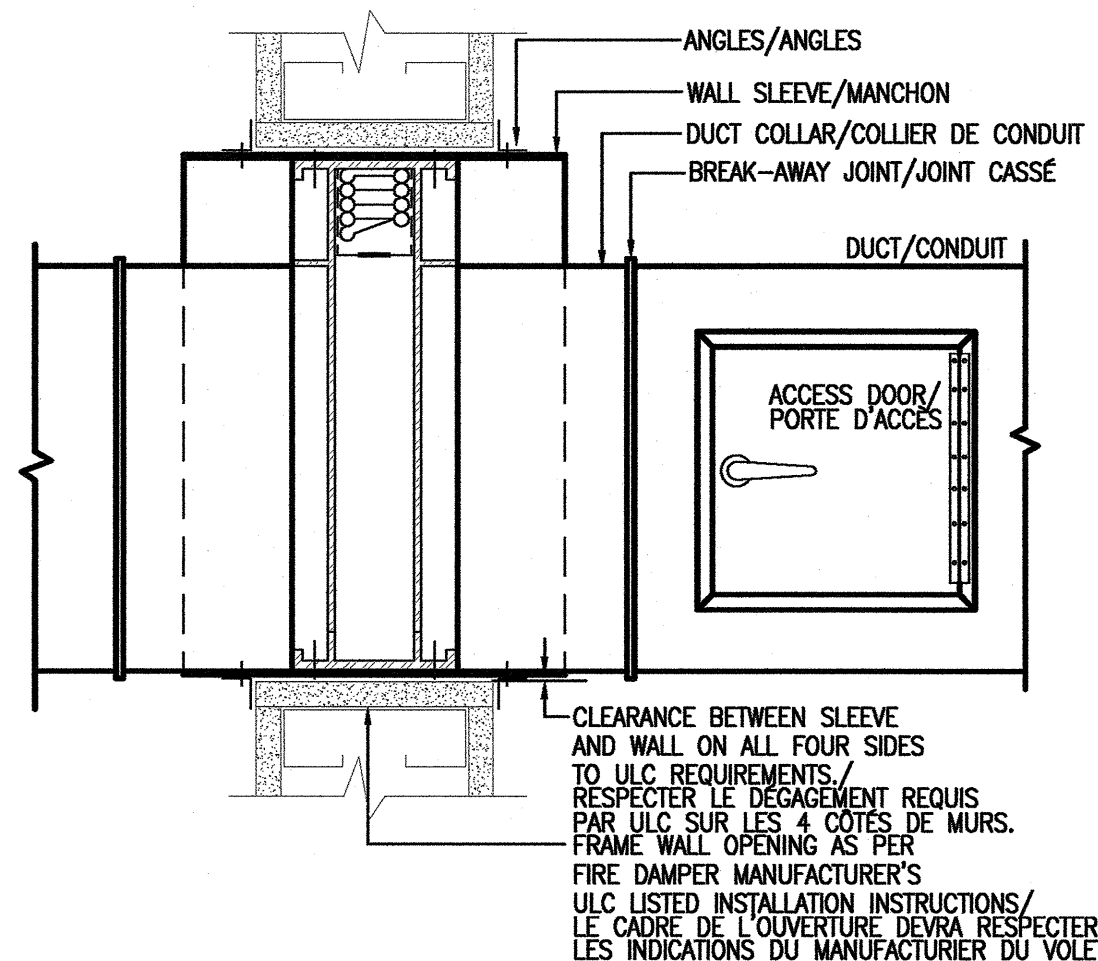 ANGLES/ANGLES
WALL SLEEVE/MANCHON
DUCT COLLAR/COLLIER DE CONDUIT
BREAK-AWAY JOINT/JOINT CASSÉ
DUCT/CONDUIT
ACCESS DOOR/
PORTE D'ACCÈS
CLEARANCE BETWEEN SLEEVE
AND WALL ON ALL FOUR SIDES
TO ULC REQUIREMENTS./
RESPECTER LE DÉGAGEMENT REQUIS
PAR ULC SUR LES 4 CÔTÉS DE MURS.
FRAME WALL OPENING AS PER
FIRE DAMPER MANUFACTURER'S
ULC LISTED INSTALLATION INSTRUCTIONS/
LE CADRE DE L'OUVERTURE DEVRA RESPECTER
LES INDICATIONS DU MANUFACTURIER DU VOLE